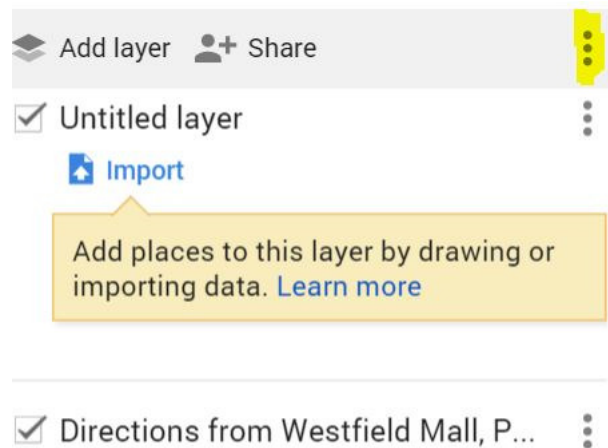 Add layer Share
Untitled layer
Import
Add places to this layer by drawing or
importing data. Learn more
Directions from Westfield Mall, P...